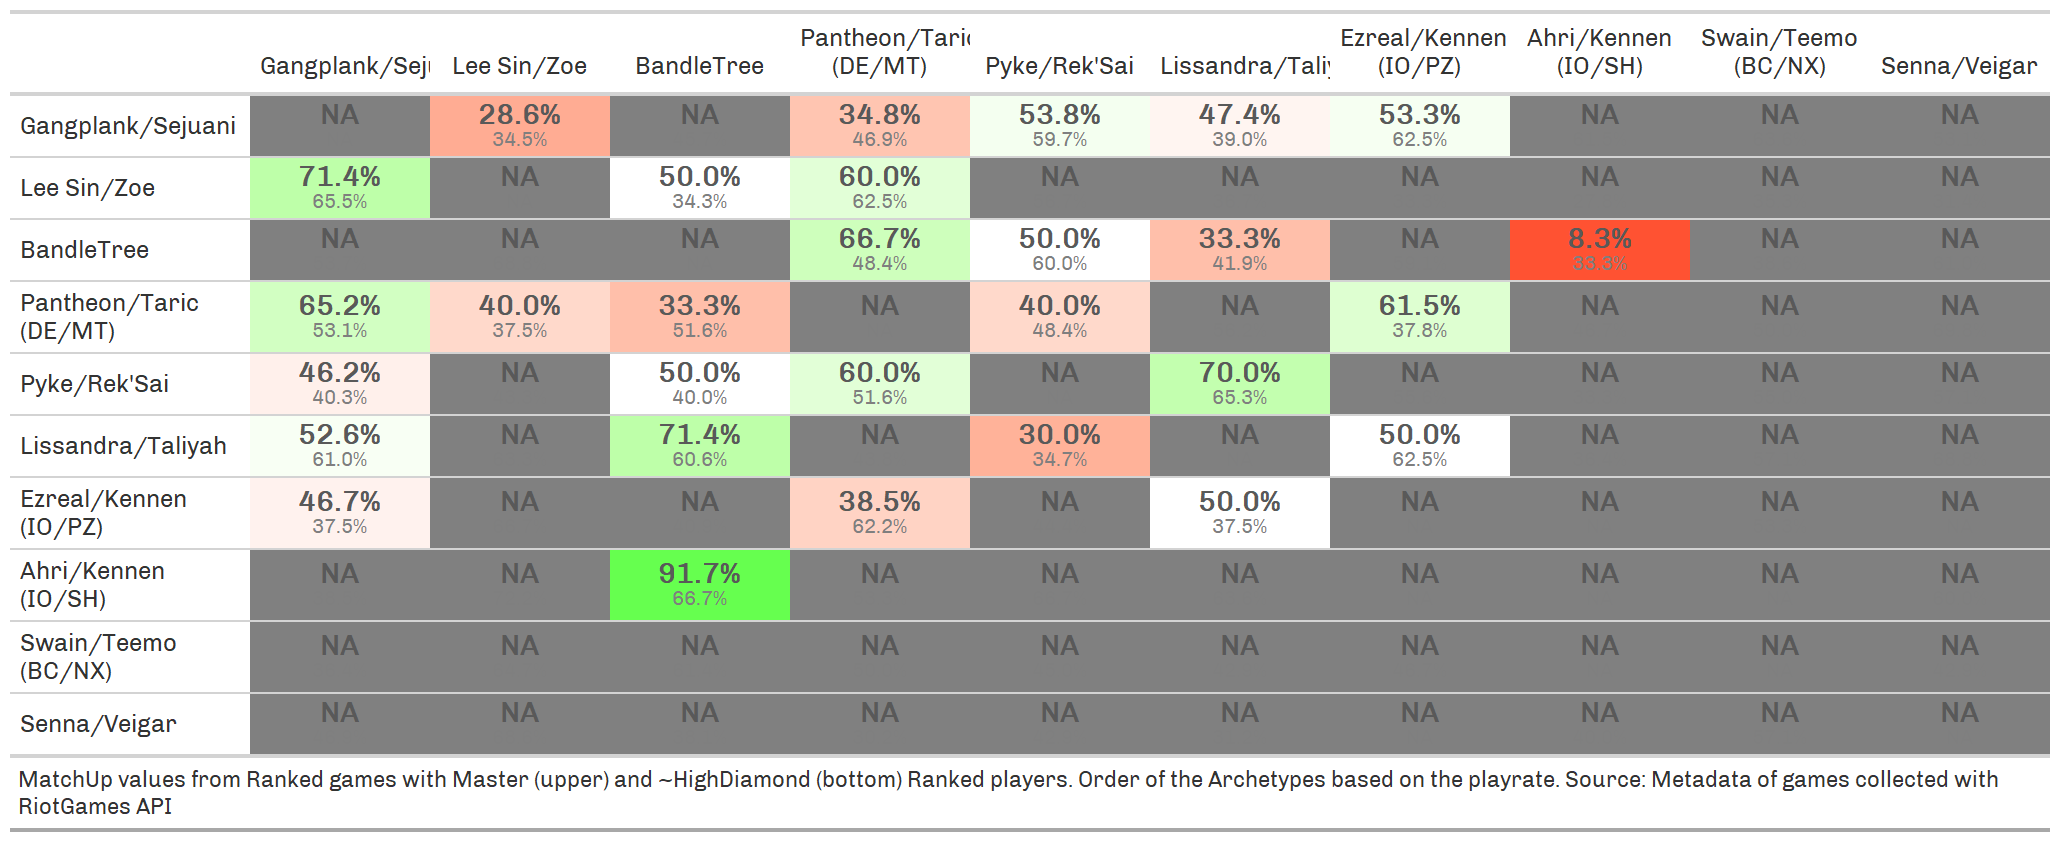 Pantheon/Taric Ezreal/Kennen Ahri/Kennen Swain/Teemo
Gangplank/Seju Lee Sin/Zoe BandleTree (DE/MT) Pyke/Rek'Sai Lissandra/Taliy (IO/PZ) (IO/SH) (BC/NX) Senna/Veigar
Gangplank/Sejuani NA 28.6% NA 34.8% 53.8% 47.4% 53.3% NA NA NA
34.5% 46.9% 59.7% 39.0% 62.5%
Lee Sin/Zoe 71.4% NA 50.0% 60.0% NA NA NA NA NA NA
65.5% 34.3% 62.5%
BandleTree NA NA NA 66.7% 50.0% 33.3% NA 8.3% NA NA
48.4% 60.0% 41.9% 33.3%
Pantheon/Taric 65.2% 40.0% 33.3% NA 40.0% NA 61.5% NA NA NA
(DE/MT) 53.1% 37.5% 51.6% 48.4% 37.8%
Pyke/Rek'Sai 46.2% NA 50.0% 60.0% NA 70.0% NA NA NA NA
40.3% 40.0% 51.6% 65.3%
Lissandra/Taliyah 52.6% NA 71.4% NA 30.0% NA 50.0% NA NA NA
61.0% 60.6% 34.7% 62.5%
Ezreal/Kennen 46.7% NA NA 38.5% NA 50.0% NA NA NA NA
(IO/PZ) 37.5% 62.2% 37.5%
Ahri/Kennen NA NA 91.7% NA NA NA NA NA NA NA
(IO/SH) 66.7%
Swain/Teemo NA NA NA NA NA NA NA NA NA NA
(BC/NX)
Senna/Veigar NA NA NA NA NA NA NA NA NA NA
MatchUp values from Ranked games with Master (upper) and ~HighDiamond (bottom) Ranked players. Order of the Archetypes based on the playrate. Source: Metadata of games collected with
RiotGames API